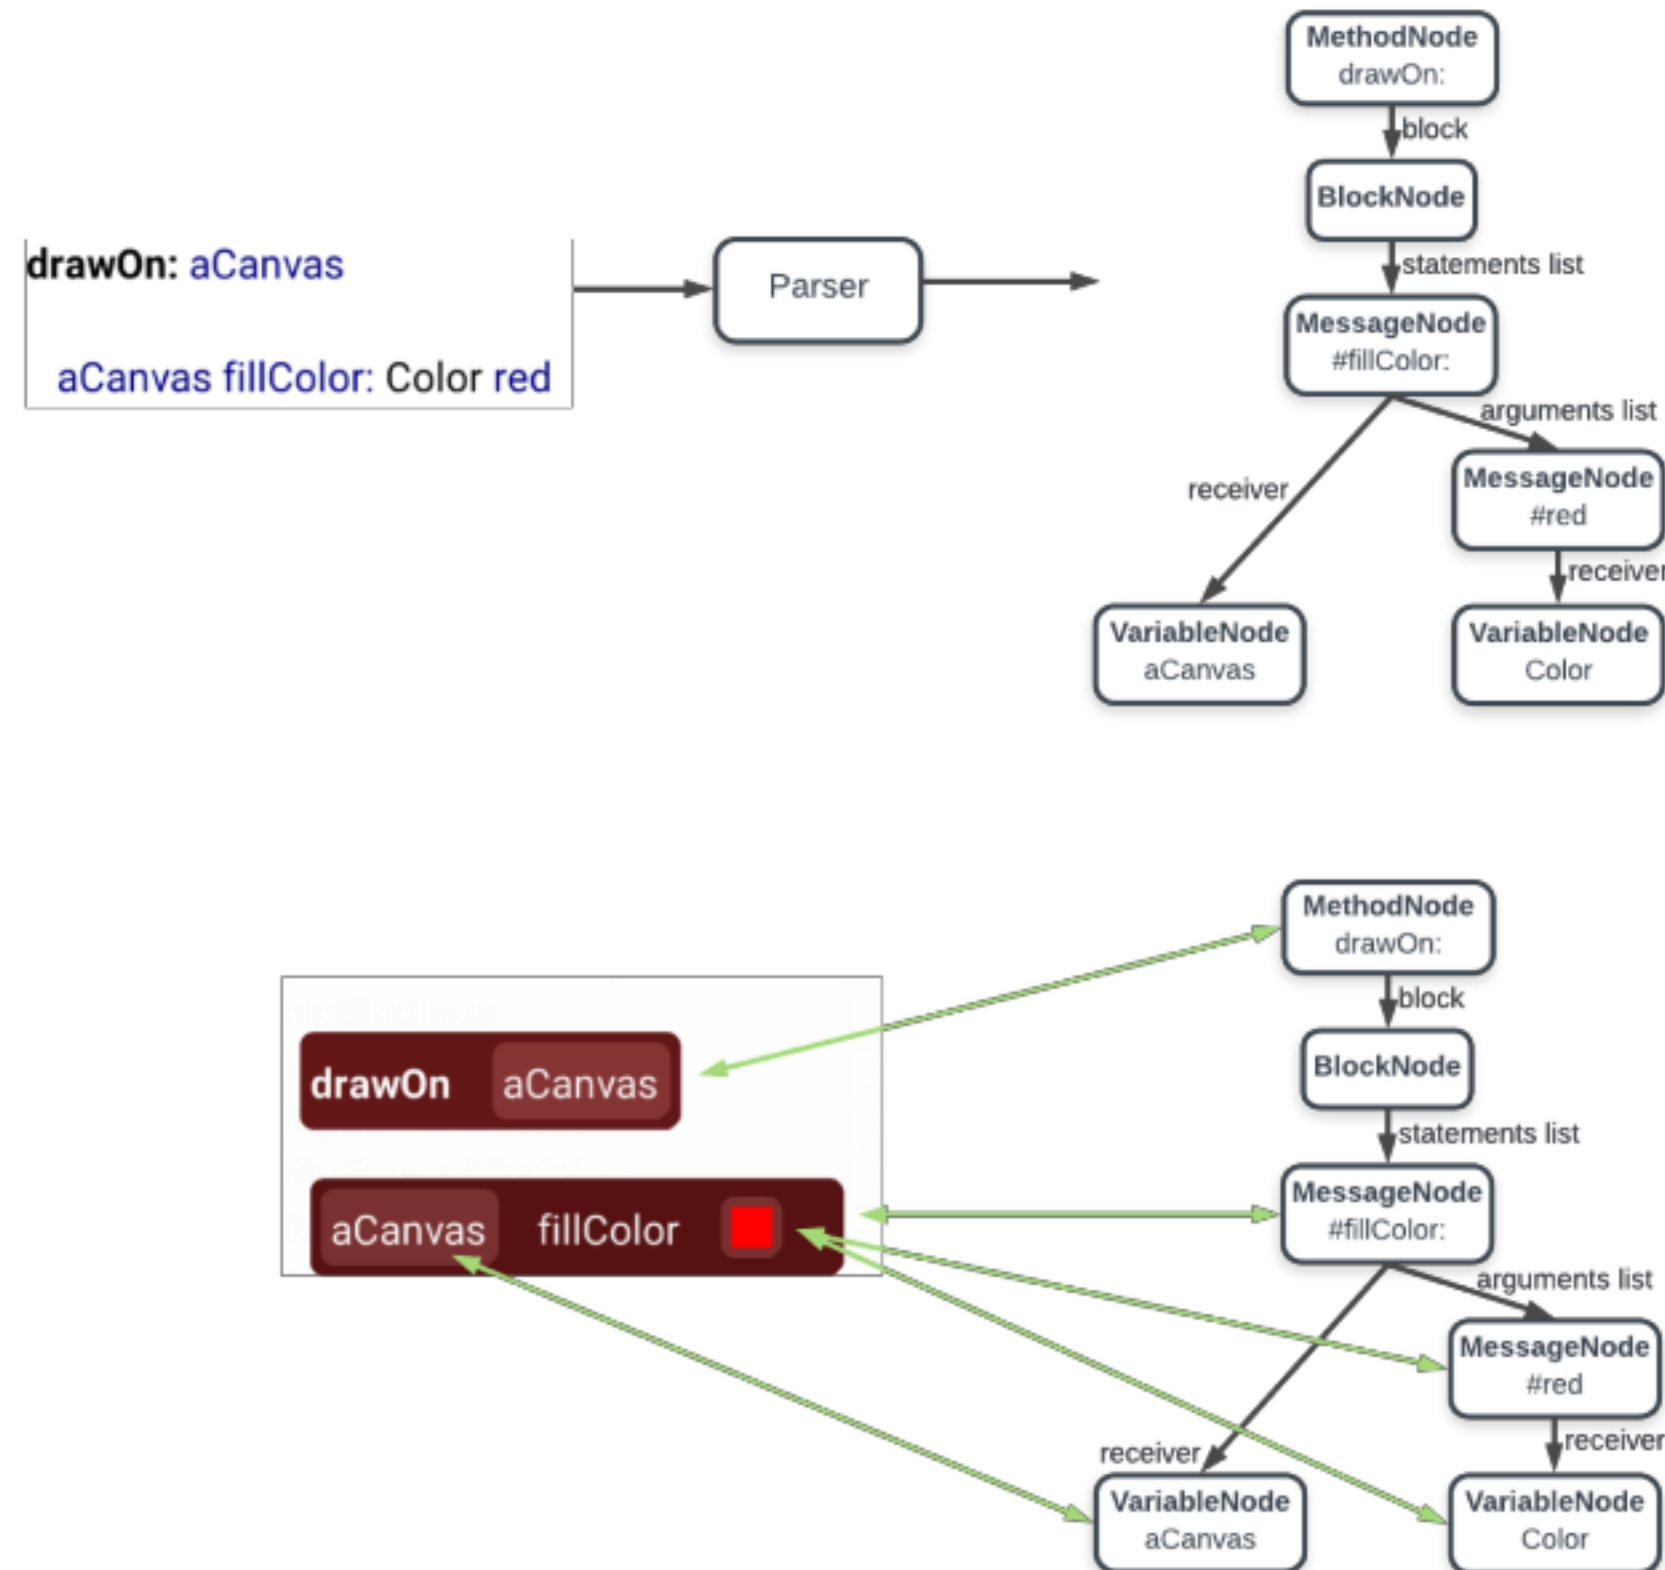 MethodNode
drawOn:
block
BlockNode
drawOn: aCanvas
statements list
Parser
MessageNode
#fillColor:
aCanvas fillColor: Color red
arguments list
MessageNode
receiver
#red
receiver
VariableNode
aCanvas
VariableNode
Color
MethodNode
drawOn:
block
BlockNode
drawOn aCanvas
statements list
MessageNode
#fillColor:
aCanvas fillColor
arguments list
MessageNode
#red
receiver
receiver
VariableNode
aCanvas
VariableNode
Color